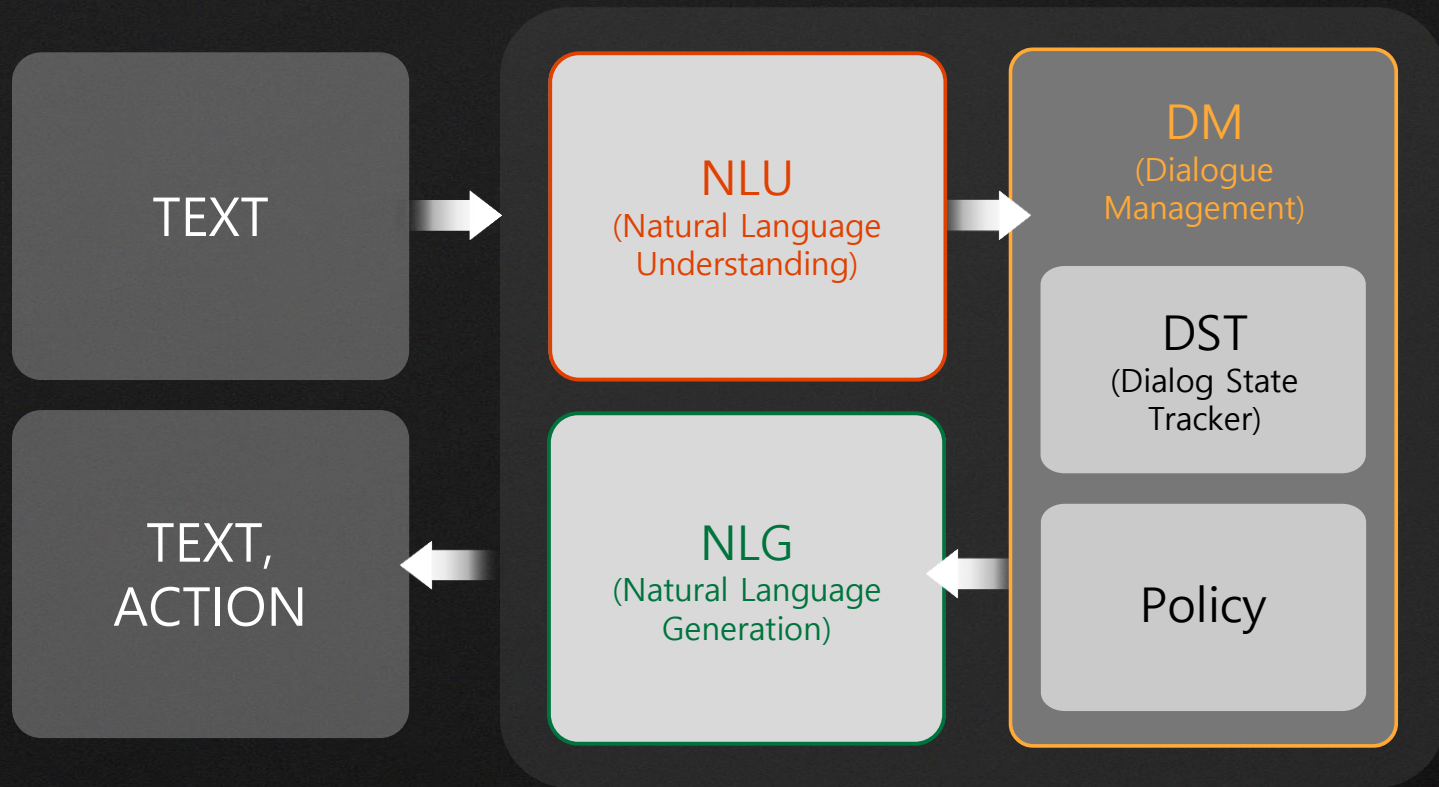 TEXT
NLU
(Natural Language
Understanding)
DM
(Dialogue
Management)
DST
(Dialog State
Tracker)
Policy
NLG
(Natural Language
Generation)
TEXT,
ACTION